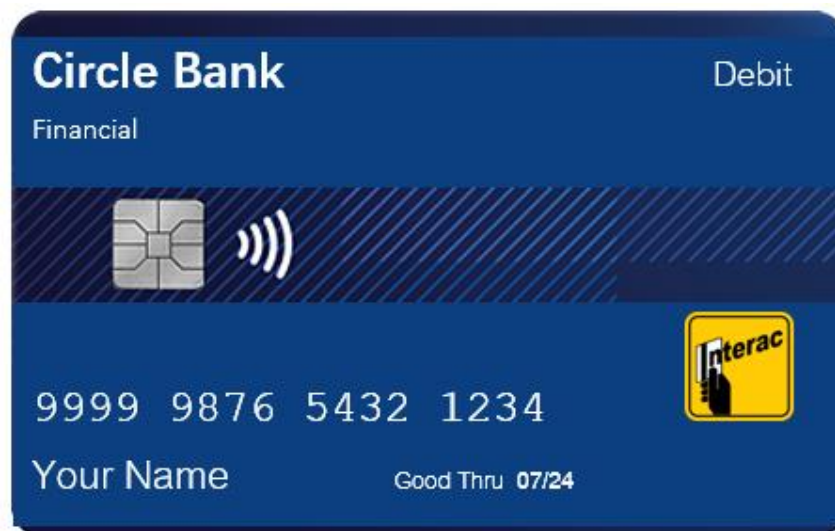 Circle Bank
Debit
Financial
Interac
9999 9876 5432 1234
Your Name
Good Thru 07/24